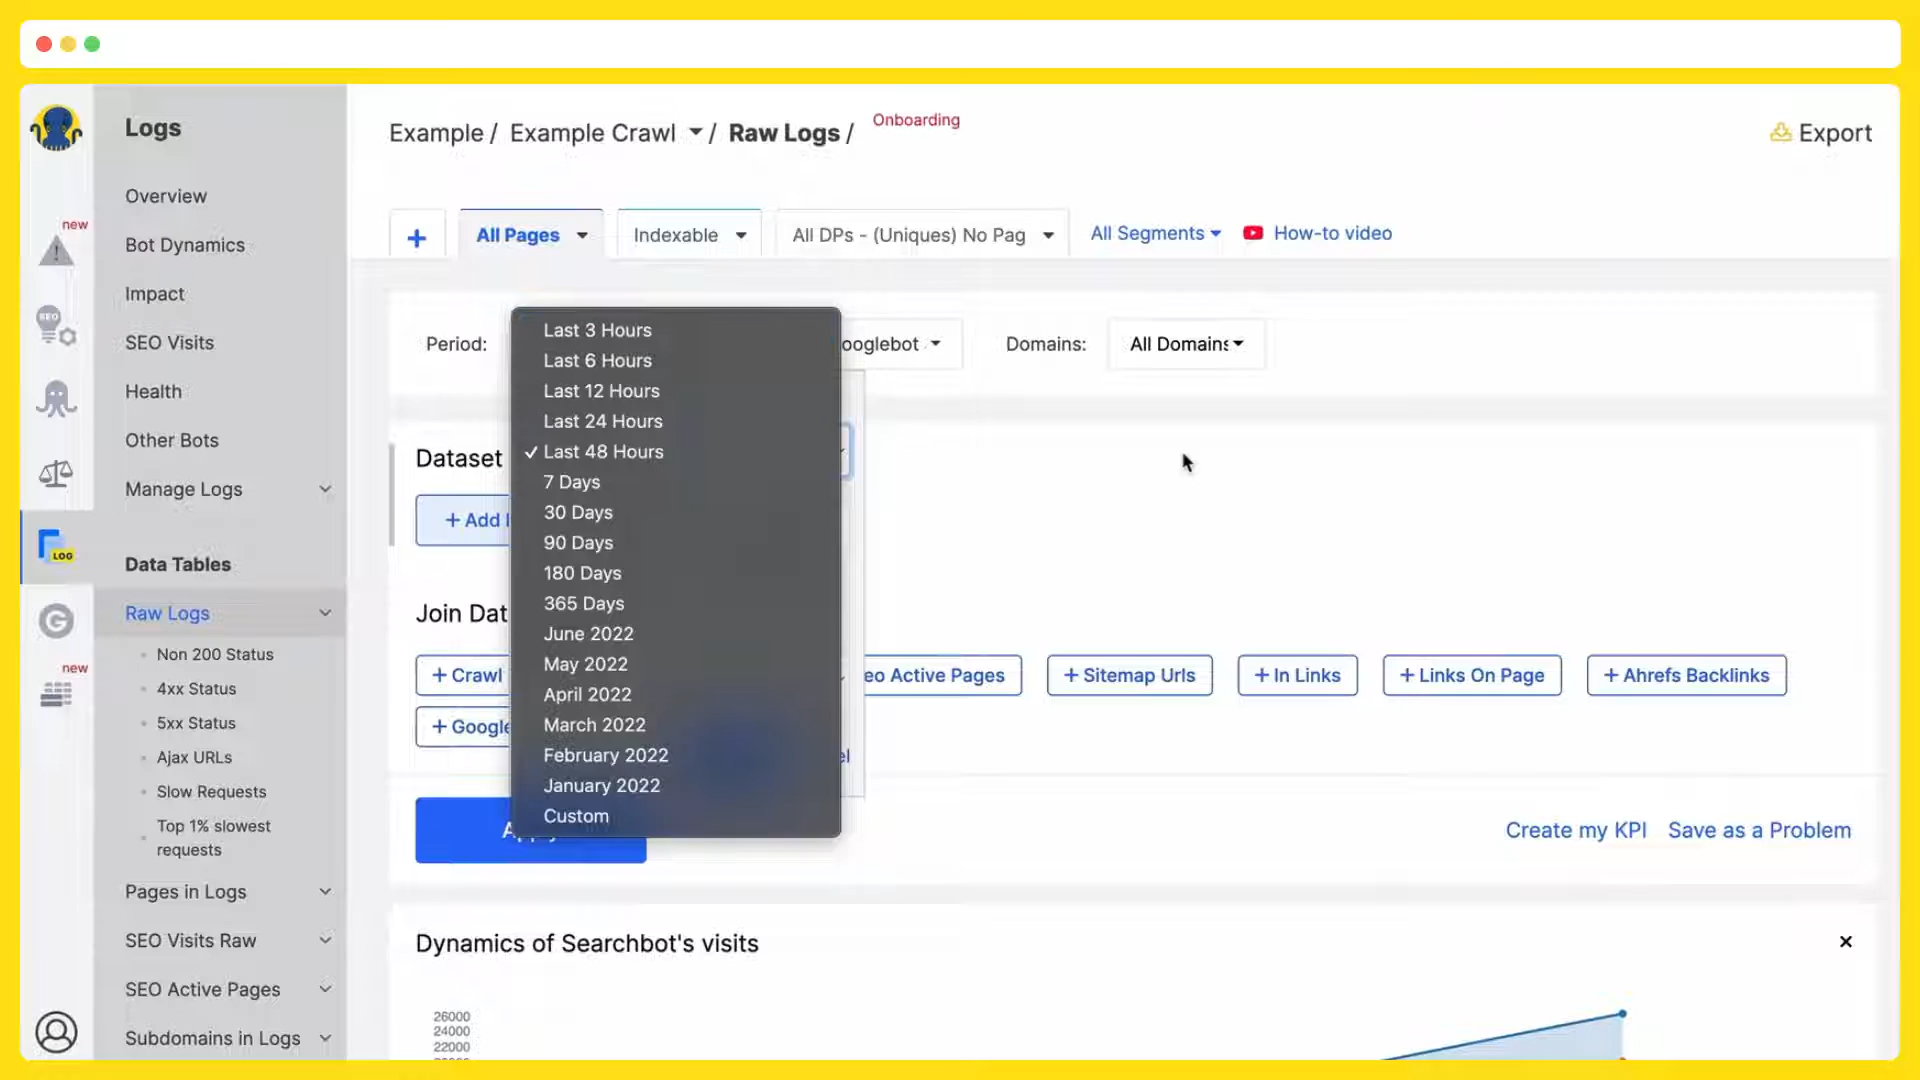 Logs
Overview
Bot Dynamics
Impact
SEO Visits
Health
Other Bots
Manage Logs
Data Tables
Raw Logs
Non 200 Status
4xx Status
5xx Status
Ajax URLs
Slow Requests
Top 1% slowest
requests
Pages in Logs
SEO Visits Raw
SEO Active Pages
Subdomains in Logs
new
SEO
LOG
G
new
Example / Example Crawl / Raw Logs / Onboarding
Export
+ All Pages Indexable All DPs - (Uniques) No Pag All Segments How-to video
Period: ooglebot Domains: All Domains
Last 3 Hours
Last 6 Hours
Last 12 Hours
Last 24 Hours
✓ Last 48 Hours
7 Days
30 Days
90 Days
180 Days
365 Days
June 2022
May 2022
April 2022
March 2022
February 2022
January 2022
Custom
Dataset
+ Add
Join Dat
+ Crawl eo Active Pages + Sitemap Urls + In Links + Links On Page + Ahrefs Backlinks
+ Google
el
Create my KPI Save as a Problem
Dynamics of Searchbot's visits
26000
24000
22000